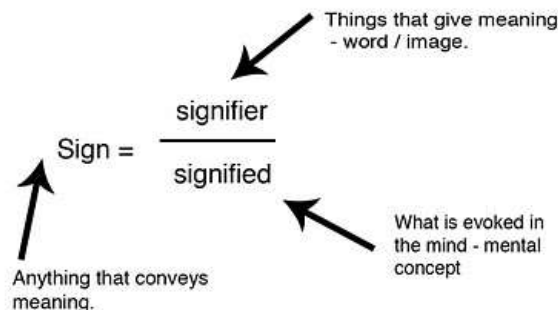 Things that give meaning
- word / image.
signifier
Sign =
signified
What is evoked in
the mind - mental
concept
Anything that conveys
meaning.